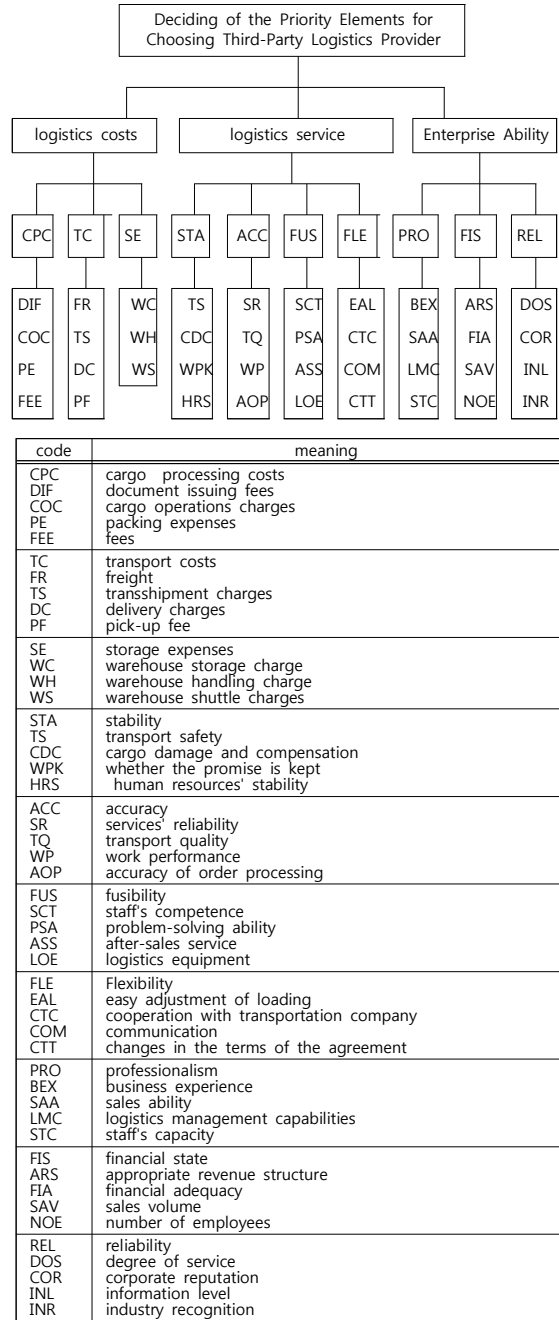 Deciding of the Priority Elements for
Choosing Third-Party Logistics Provider
logistics costs logistics service Enterprise Ability
CPC TC SE STA ACC FUS FLE PRO FIS REL
DIF FR WC TS SR SCT EAL BEX ARS DOS
COC TS WH CDC TQ PSA CTC SAA FIA COR
PE DC WS WPK WP ASS COM LMC SAV INL
FEE PF HRS AOP LOE CTT STC NOE INR
code meaning
CPC cargo processing costs
DIF document issuing fees
COC cargo operations charges
PE packing expenses
FEE fees
TC transport costs
FR freight
TS transshipment charges
DC delivery charges
PF pick-up fee
SE storage expenses
WC warehouse storage charge
WH warehouse handling charge
WS warehouse shuttle charges
STA stability
TS transport safety
CDC cargo damage and compensation
WPK whether the promise is kept
HRS human resources' stability
ACC accuracy
SR services' reliability
TQ transport quality
WP work performance
AOP accuracy of order processing
FUS fusibility
SCT staff's competence
PSA problem-solving ability
ASS after-sales service
LOE logistics equipment
FLE Flexibility
EAL easy adjustment of loading
CTC cooperation with transportation company
COM communication
CTT changes in the terms of the agreement
PRO professionalism
BEX business experience
SAA sales ability
LMC logistics management capabilities
STC staff's capacity
FIS financial state
ARS appropriate revenue structure
FIA financial adequacy
SAV sales volume
NOE number of employees
REL reliability
DOS degree of service
COR corporate reputation
INL information level
INR industry recognition